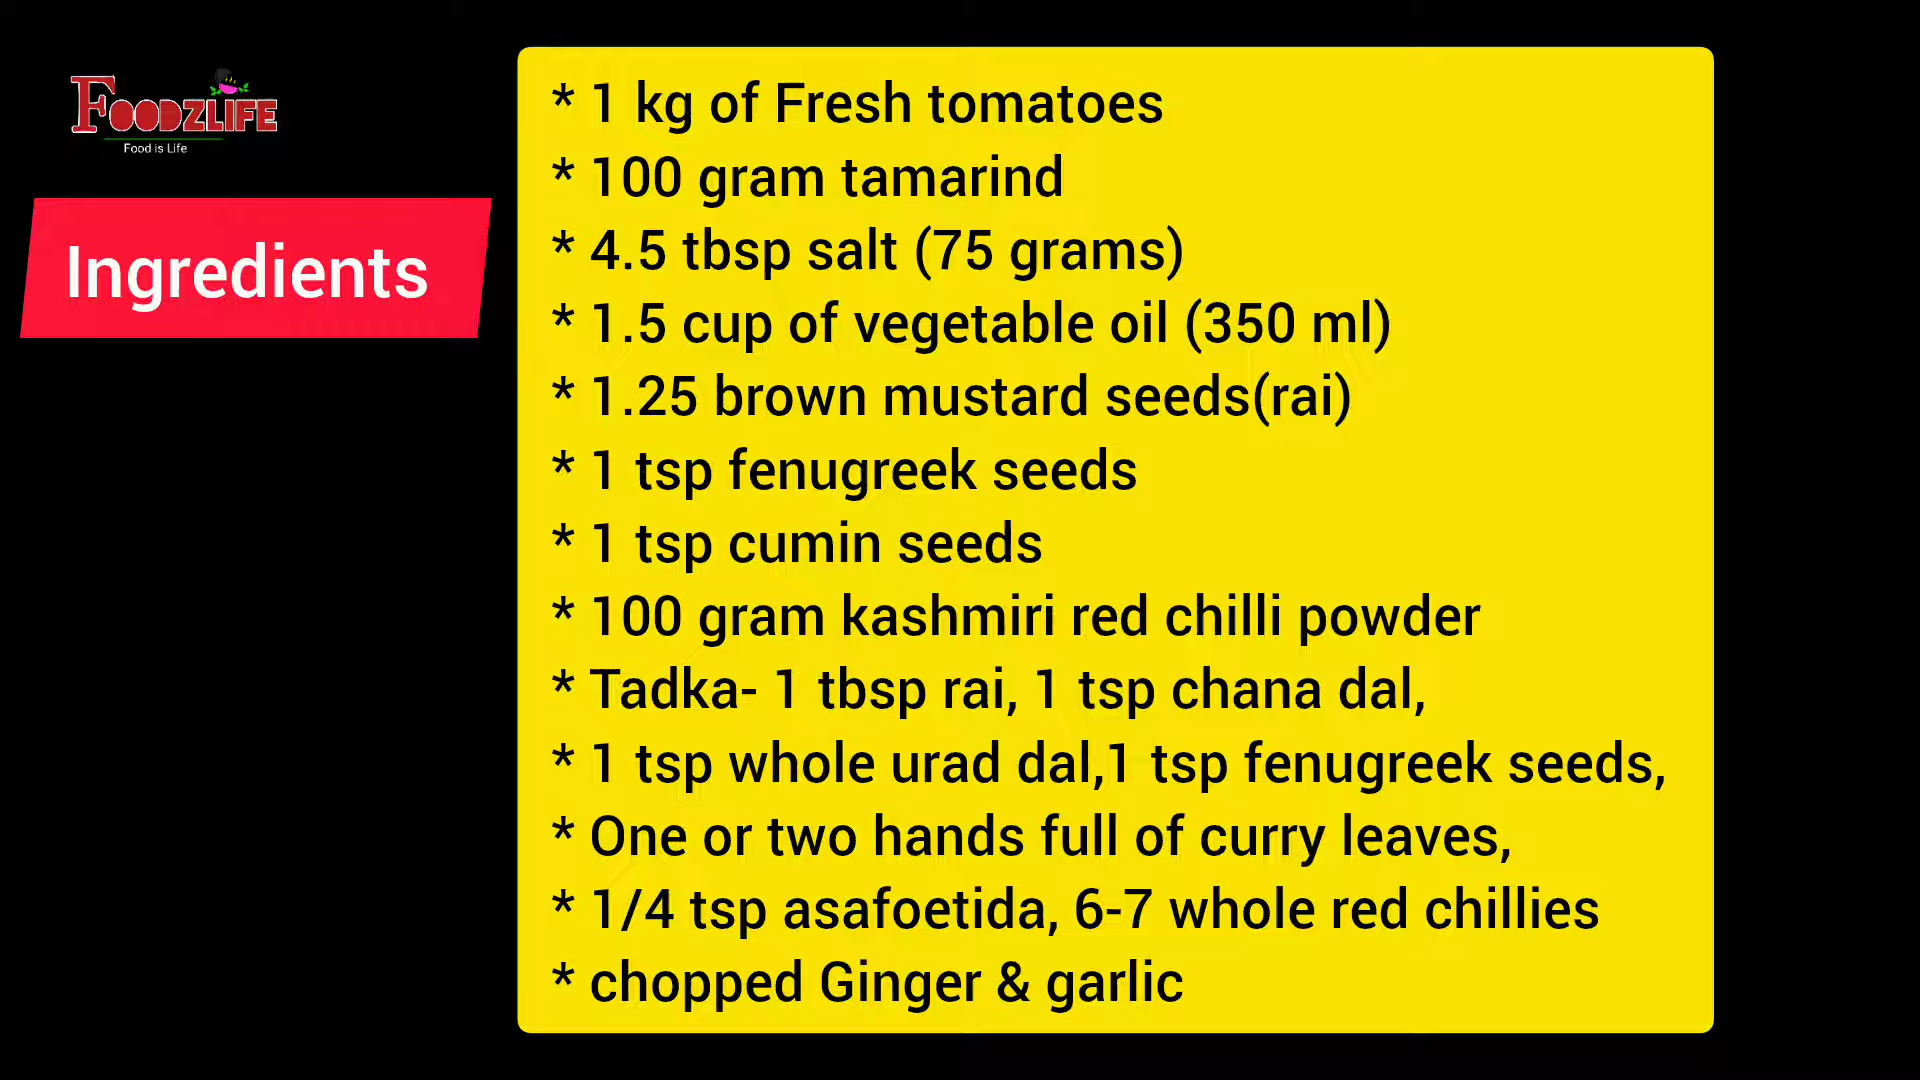 FOODZLIFE
Food is Life
Ingredients
* 1 kg of Fresh tomatoes
* 100 gram tamarind
* 4.5 tbsp salt (75 grams)
* 1.5 cup of vegetable oil (350 ml)
* 1.25 brown mustard seeds(rai)
* 1 tsp fenugreek seeds
* 1 tsp cumin seeds
* 100 gram kashmiri red chilli powder
* Tadka- 1 tbsp rai, 1 tsp chana dal,
* 1 tsp whole urad dal,1 tsp fenugreek seeds,
* One or two hands full of curry leaves,
* 1/4 tsp asafoetida, 6-7 whole red chillies
* chopped Ginger & garlic